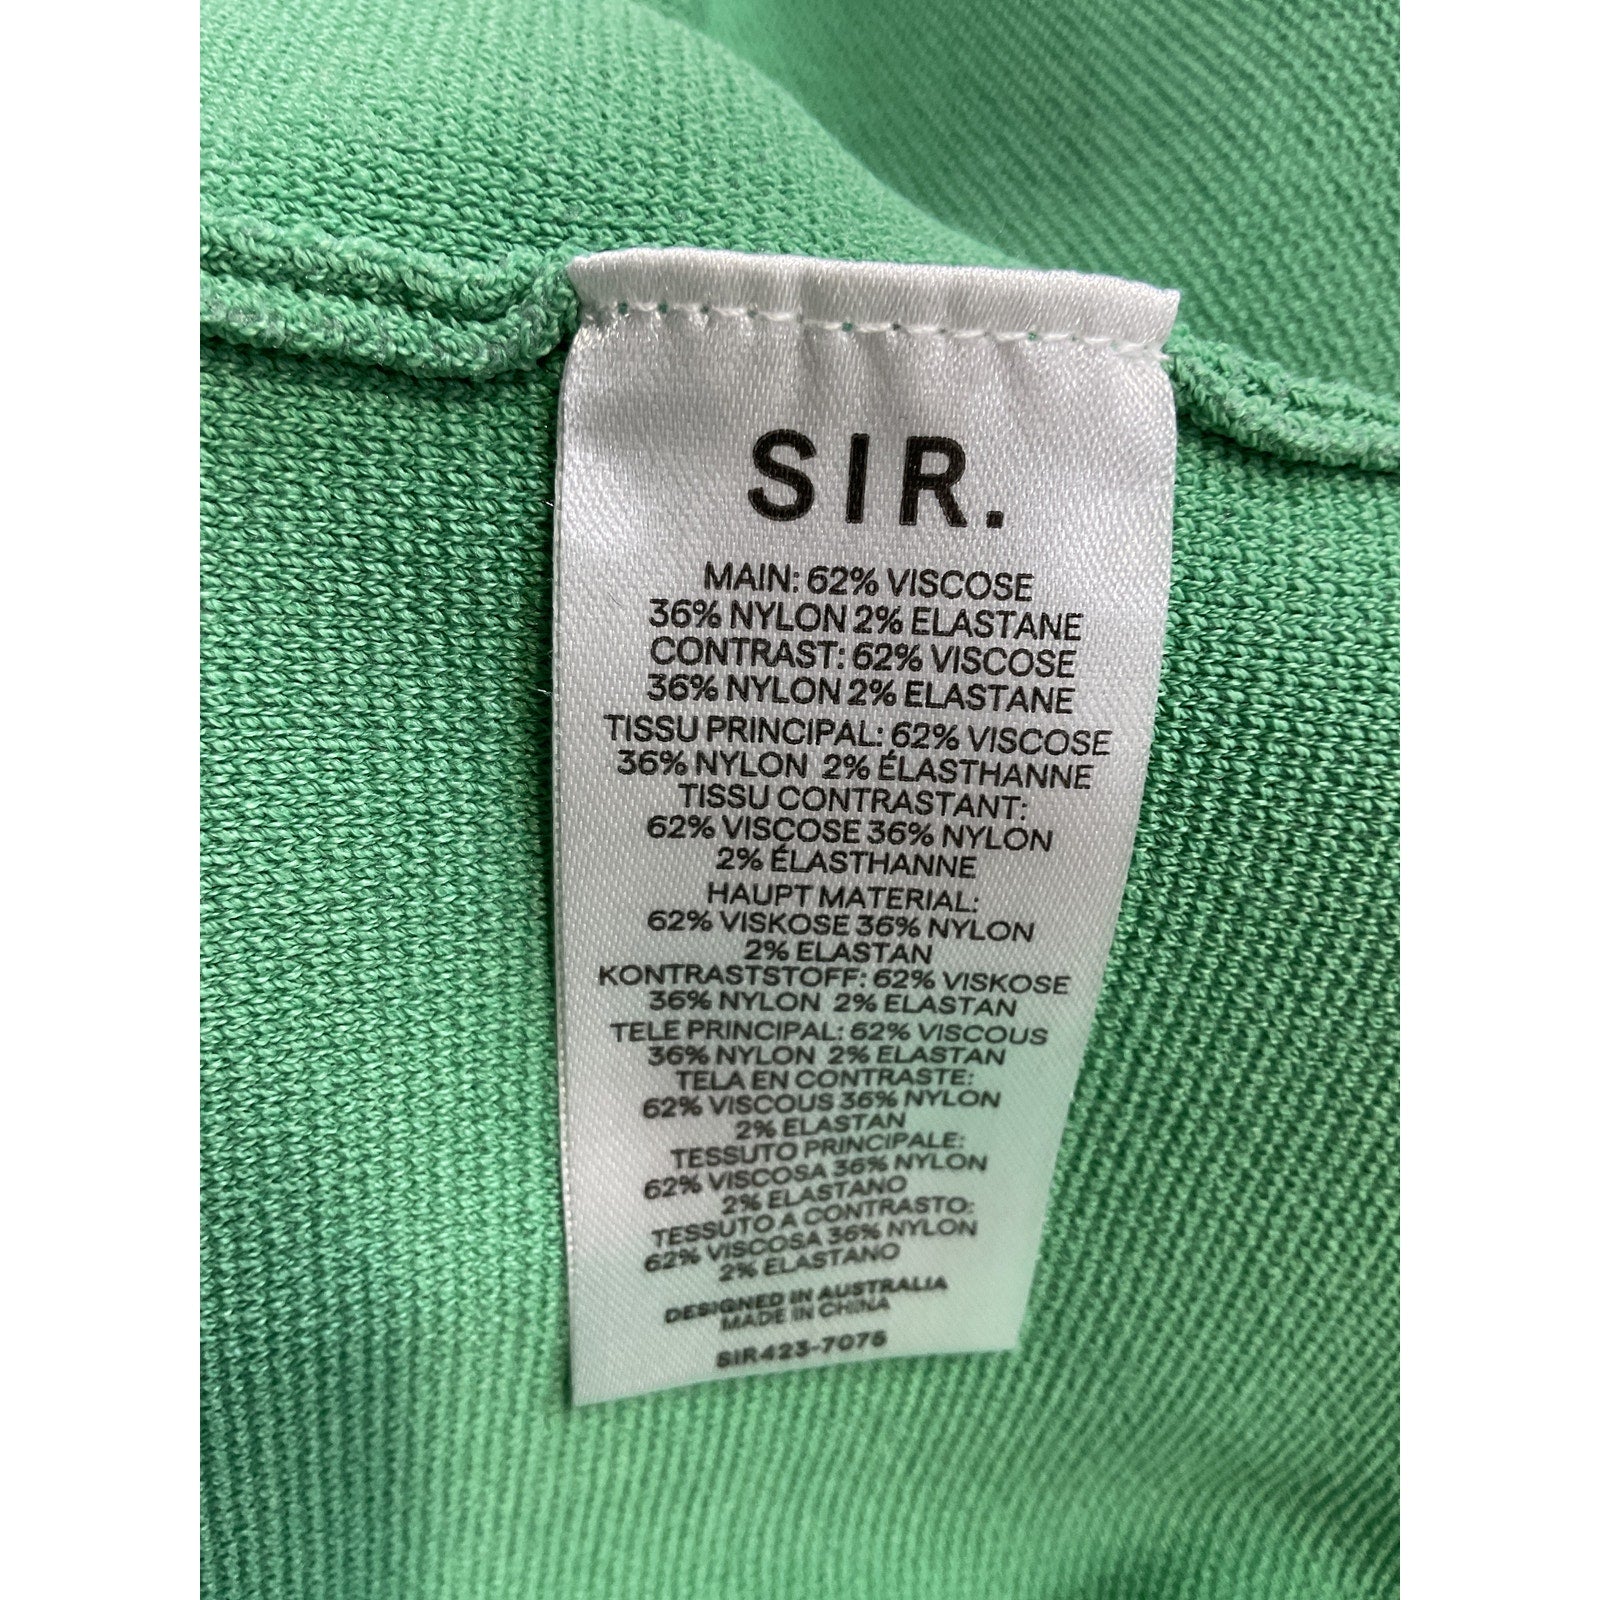 SIR.
MAIN: 62% VISCOSE
36% NYLON 2% ELASTANE
CONTRAST: 62% VISCOSE
36% NYLON 2% ELASTANE
TISSU PRINCIPAL: 62% VISCOSE
36% NYLON 2% ÉLASTHANNE
TISSU CONTRASTANT:
62% VISCOSE 36% NYLON
2% ÉLASTHANNE
HAUPT MATERIAL:
62% VISKOSE 36% NYLON
2% ELASTAN
KONTRASTSTOFF: 62% VISKOSE
36% NYLON 2% ELASTAN
TELE PRINCIPAL: 62% VISCOUS
36% NYLON 2% ELASTAN
TELA EN CONTRASTE:
62% VISCOUS 36% NYLON
2% ELASTAN
TESSUTO PRINCIPALE:
62% VISCOSA 36% NYLON
2% ELASTANO
TESSUTO A CONTRASTO:
62% VISCOSA 36% NYLON
2% ELASTANO
DESIGNED IN AUSTRALIA
MADE IN CHINA
SIR423-7075